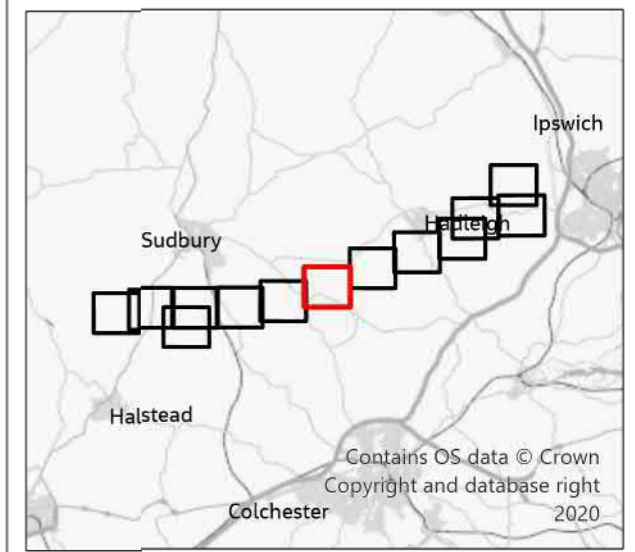 Ipswich
Hadleigh
Sudbury
Halstead
Contains OS data © Crown
Copyright and database right
2020
Colchester